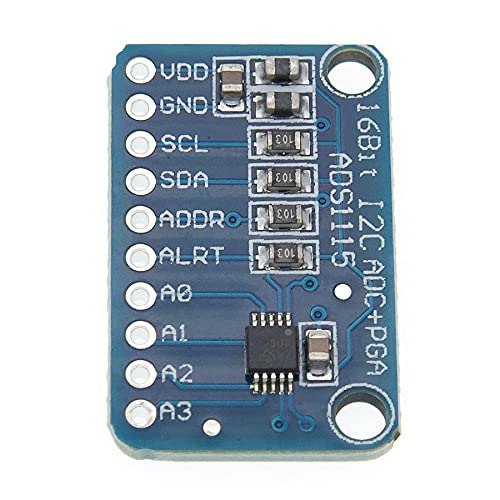 VDD
GND
SCL
SDA
ADDR
ALRT
A0
A1
A2
A3
103
103
103
103
16Bit I2C ADC+PGA
ADS1115